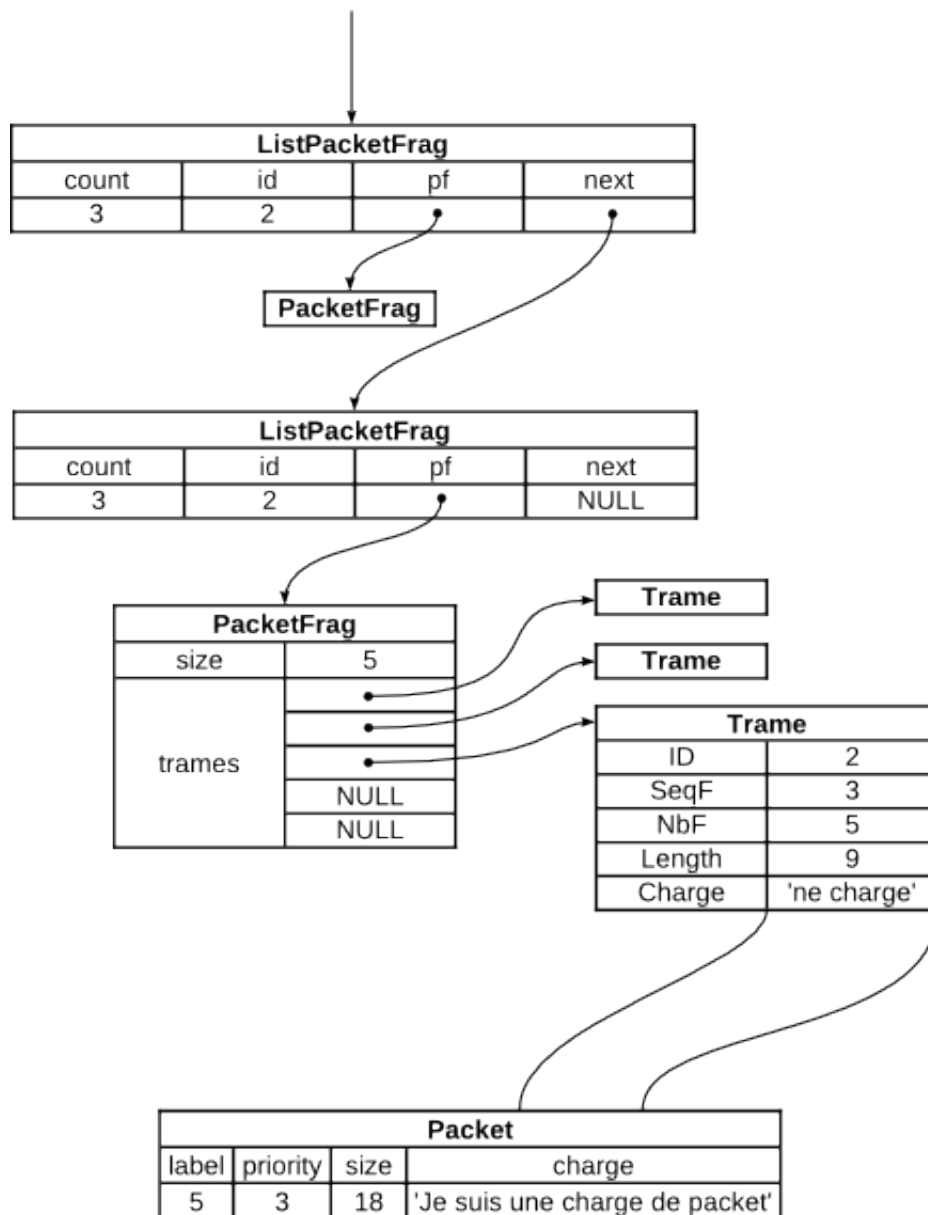 ListPacketFrag
count id pf next
3 2
PacketFrag
ListPacketFrag
count id pf next
3 2 NULL
PacketFrag
size 5
trames
NULL
NULL
Trame
Trame
Trame
ID 2
SeqF 3
NbF 5
Length 9
Charge 'ne charge'
Packet
label priority size charge
5 3 18 'Je suis une charge de packet'